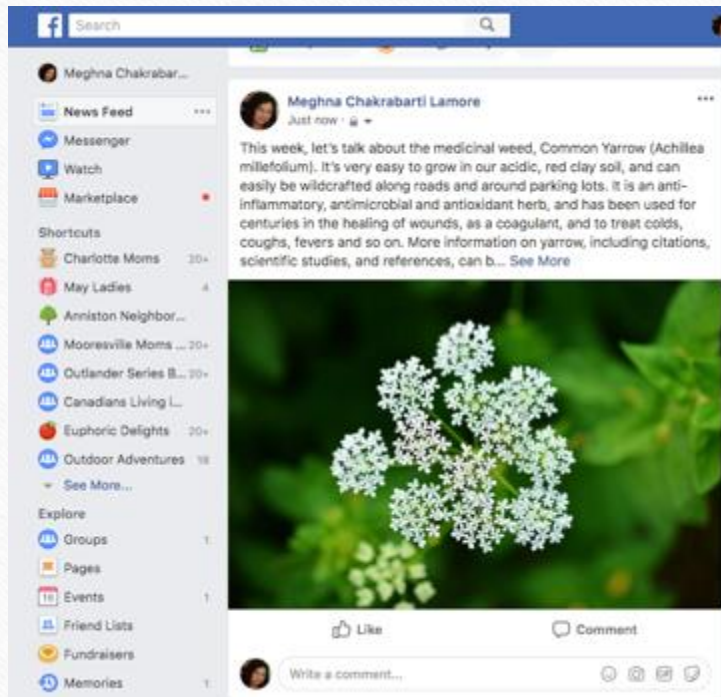 f Search
Meghna Chakrabar...
News Feed
Messenger
Watch
Marketplace
Shortcuts
Charlotte Moms 20+
May Ladies 4
Anniston Neighbor...
Mooresville Moms ... 20+
Outlander Series B... 20+
Canadians Living i...
Euphoric Delights 20+
Outdoor Adventures 18
See More...
Explore
Groups 1
Pages
Events 1
Friend Lists
Fundraisers
Memories 1
Meghna Chakrabarti Lamore
Just now
This week, let's talk about the medicinal weed, Common Yarrow (Achillea
millefolium). It's very easy to grow in our acidic, red clay soil, and can
easily be wildcrafted along roads and around parking lots. It is an anti-
inflammatory, antimicrobial and antioxidant herb, and has been used for
centuries in the healing of wounds, as a coagulant, and to treat colds,
coughs, fevers and so on. More information on yarrow, including citations,
scientific studies, and references, can b... See More
Like Comment
Write a comment...